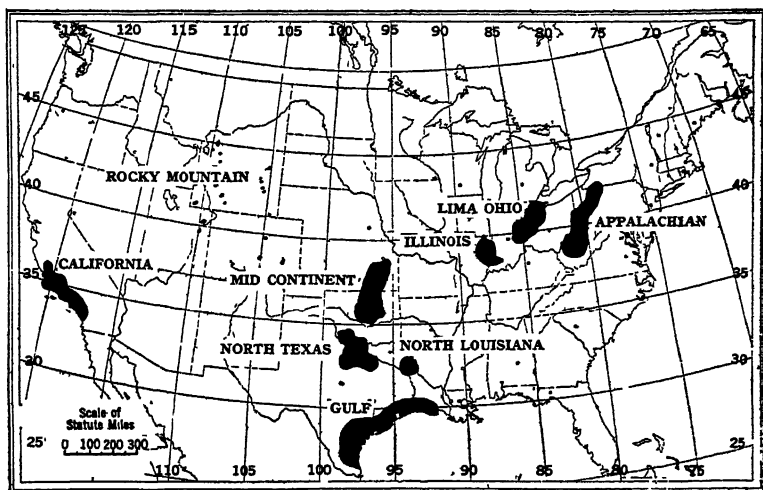 125 120 115 110 105 100 95 90 85 80 75 70 65
45 45
ROCKY MOUNTAIN
40 40
LIMA OHIO
APPALACHIAN
ILLINOIS
CALIFORNIA
35 MID CONTINENT 35
NORTH TEXAS NORTH LOUISIANA
30 30
GULF
Scale of
Statute Miles
25' 0 100 200 300 25
110 105 100 95 90 85 80 75